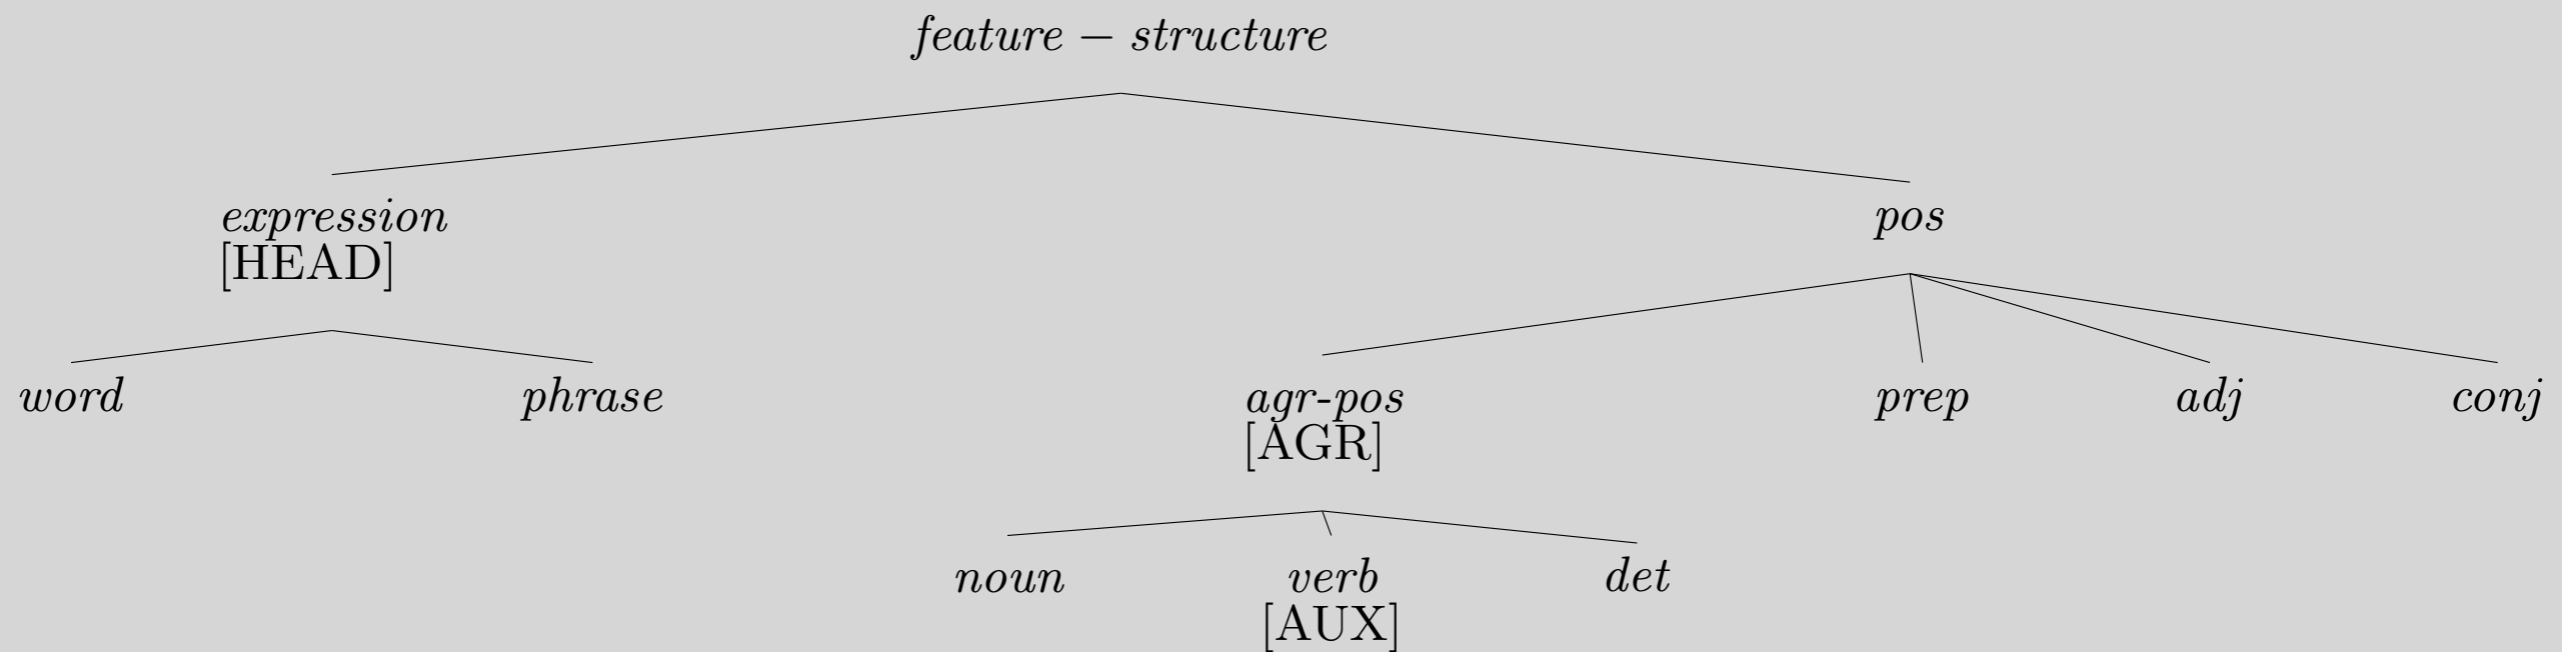 feature – structure
expression
[HEAD]
pos
word
phrase
agr-pos
[AGR]
prep
adj
conj
noun
verb
[AUX]
det